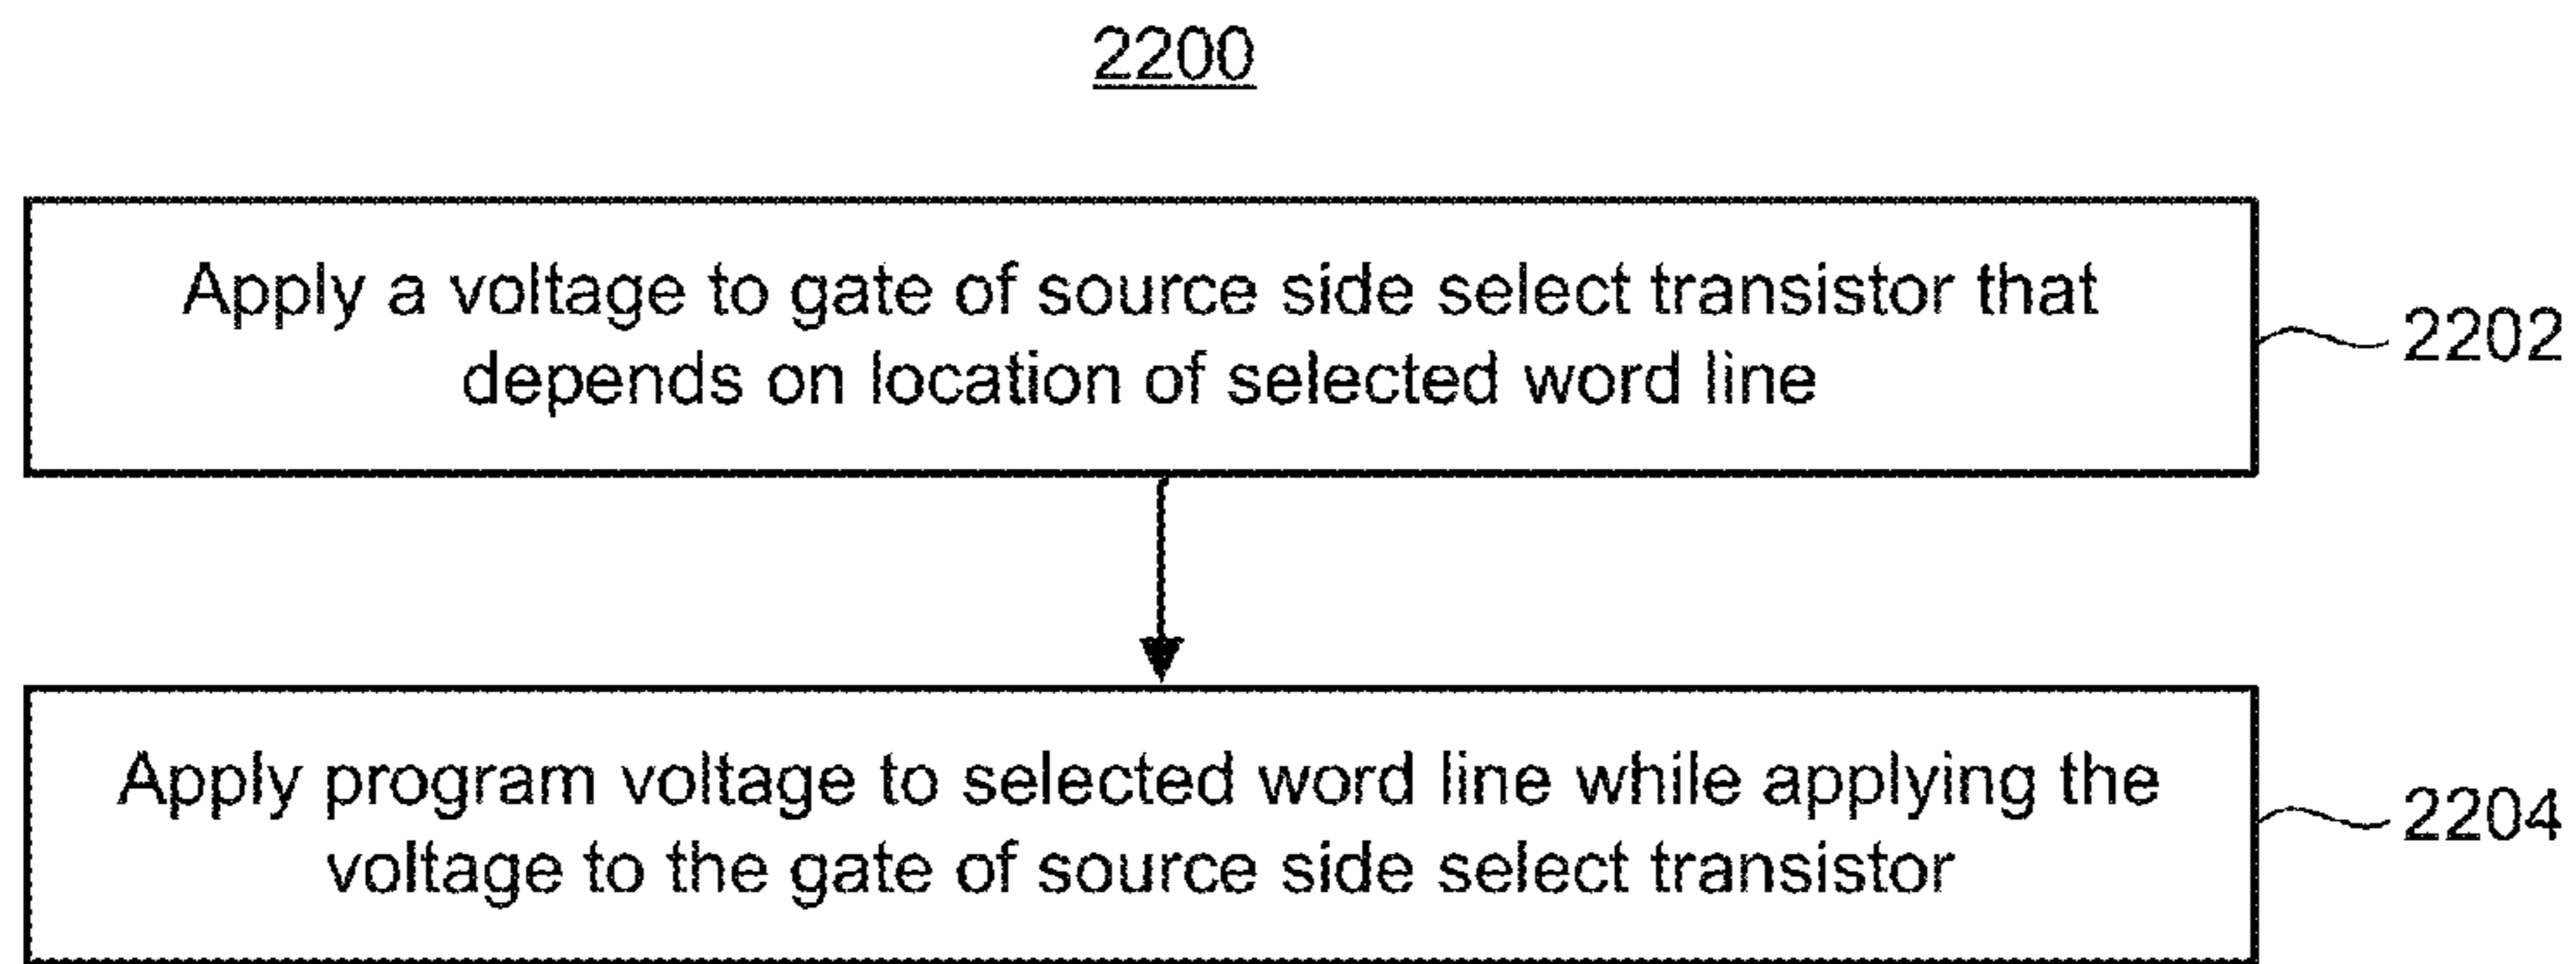 2200
Apply a voltage to gate of source side select transistor that
depends on location of selected word line
2202
Apply program voltage to selected word line while applying the
voltage to the gate of source side select transistor
2204